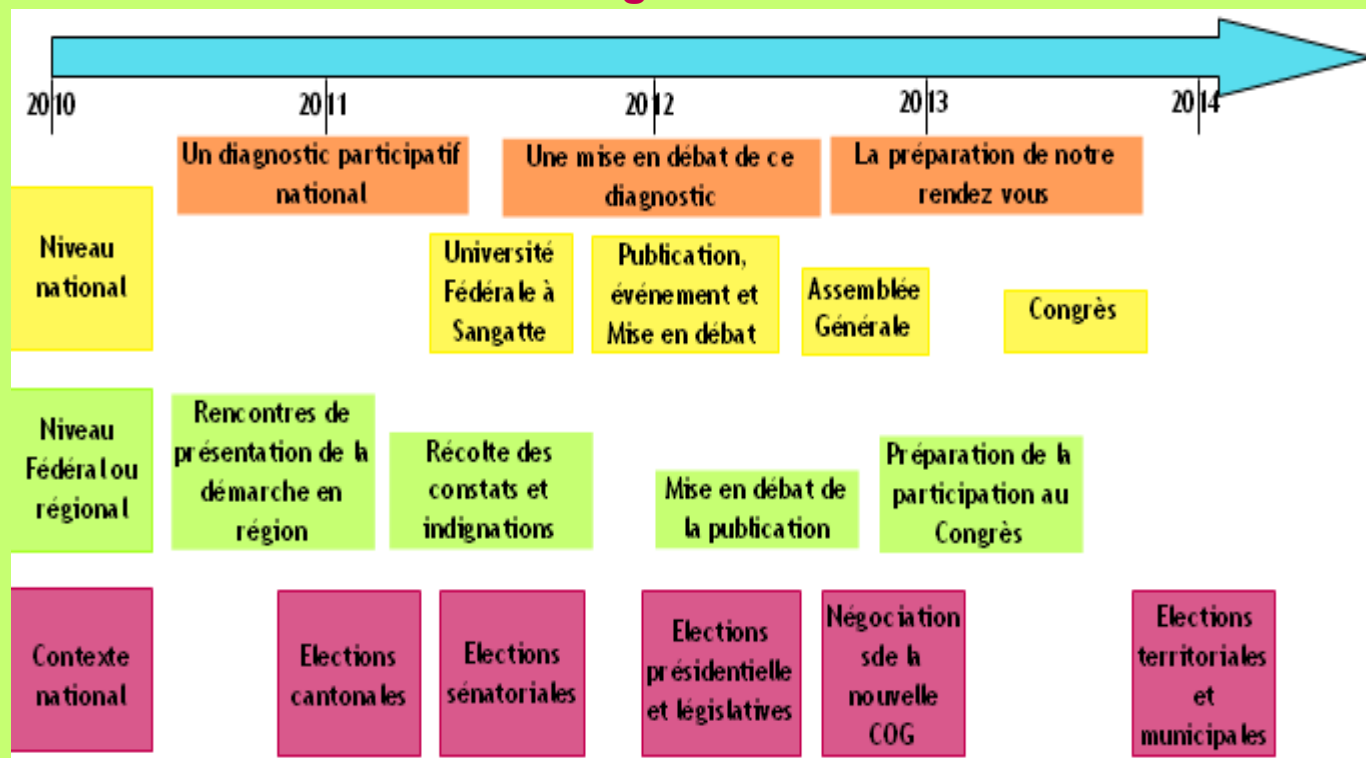 2010 2011 2012 2013 2014
Un diagnostic participatif
national
Une mise en débat de ce
diagnostic
La préparation de notre
rendez vous
Niveau
national
Université
Fédérale à
Sangatte
Publication,
événement et
Mise en débat
Assemblée
Générale
Congrès
Niveau
Fédéral ou
régional
Rencontres de
présentation de la
démarche en
région
Récolte des
constats et
indignations
Mise en débat de
la publication
Préparation de la
participation au
Congrès
Contexte
national
Elections
cantonales
Elections
sénatoriales
Elections
présidentielle
et législatives
Négociation
sde la
nouvelle
COG
Elections
territoriales
et
municipales